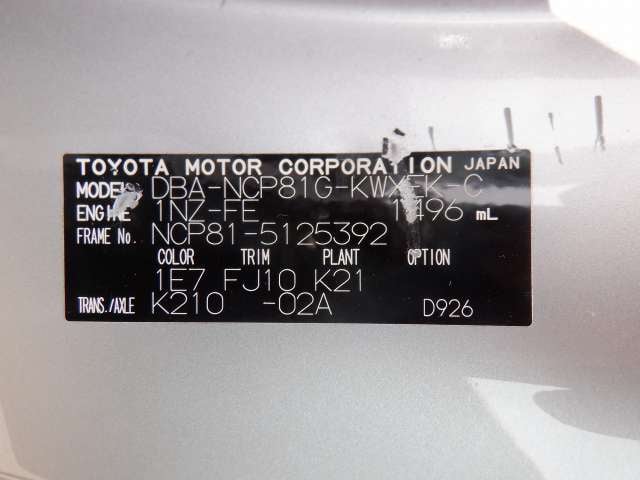 TOYOTA MOTOR CORPORATION JAPAN
MODEL DBA-NCP81G-KWXEK-C
ENGINE 1NZ-FE 1496 mL
FRAME No. NCP81-5125392
COLOR TRIM PLANT OPTION
1E7 FJ10 K21
TRANS./AXLE K210 -02A D926